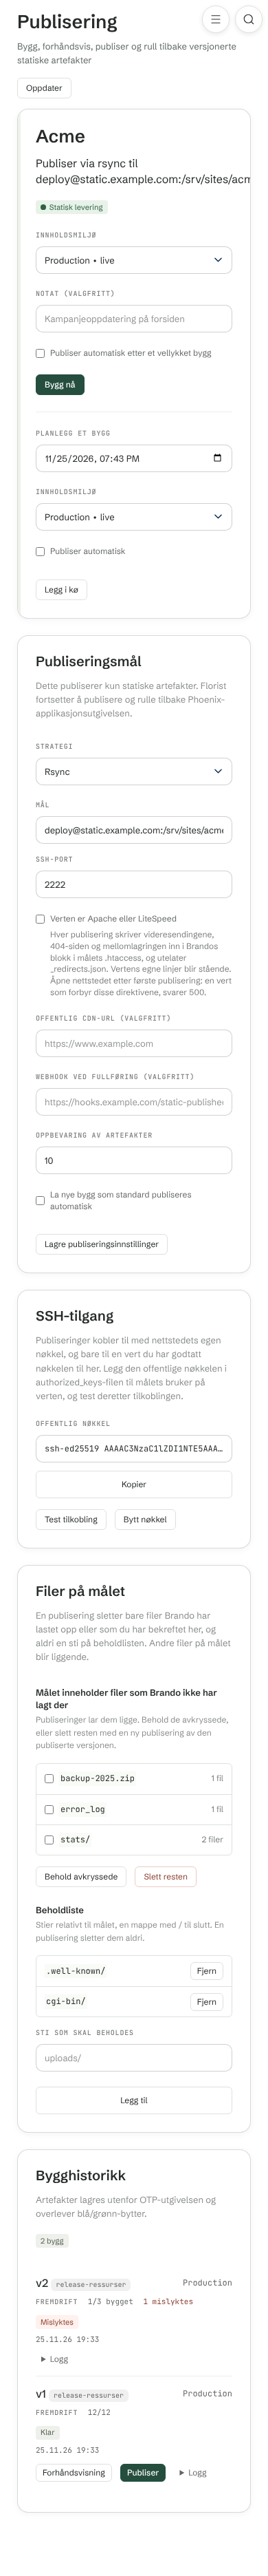 Publisering
Bygg, forhåndsvis, publiser og rull tilbake versjonerte
statiske artefakter
Oppdater
Acme
Publiser via rsync til
deploy@static.example.com:/srv/sites/acm
Statisk levering
INNHOLDSMILJØ
Production • live
NOTAT (VALGFRITT)
Kampanjeoppdatering på forsiden
Publiser automatisk etter et vellykket bygg
Bygg nå
PLANLEGG ET BYGG
11/25/2026, 07:43 PM
INNHOLDSMILJØ
Production • live
Publiser automatisk
Legg i kø
Publiseringsmål
Dette publiserer kun statiske artefakter. Florist
fortsetter å publisere og rulle tilbake Phoenix-
applikasjonsutgivelsen.
STRATEGI
Rsync
MÅL
deploy@static.example.com:/srv/sites/acme
SSH-PORT
2222
Verten er Apache eller LiteSpeed
Hver publisering skriver videresendingene,
404-siden og mellomlagringen inn i Brandos
blokk i målets .htaccess, og utelater
_redirects.json. Vertens egne linjer blir stående.
Åpne nettstedet etter første publisering: en vert
som forbyr disse direktivene, svarer 500.
OFFENTLIG CDN-URL (VALGFRITT)
https://www.example.com
WEBHOOK VED FULLFØRING (VALGFRITT)
https://hooks.example.com/static-published
OPPBEVARING AV ARTEFAKTER
10
La nye bygg som standard publiseres
automatisk
Lagre publiseringsinnstillinger
SSH-tilgang
Publiseringer kobler til med nettstedets egen
nøkkel, og bare til en vert du har godtatt
nøkkelen til her. Legg den offentlige nøkkelen i
authorized_keys-filen til målets bruker på
verten, og test deretter tilkoblingen.
OFFENTLIG NØKKEL
ssh-ed25519 AAAAC3NzaC1lZDI1NTE5AAA…
Kopier
Test tilkobling
Bytt nøkkel
Filer på målet
En publisering sletter bare filer Brando har
lastet opp eller som du har bekreftet her, og
aldri en sti på beholdlisten. Andre filer på målet
blir liggende.
Målet inneholder filer som Brando ikke har
lagt der
Publiseringer lar dem ligge. Behold de avkryssede,
eller slett resten med en ny publisering av den
publiserte versjonen.
backup-2025.zip 1 fil
error_log 1 fil
stats/ 2 filer
Behold avkryssede
Slett resten
Beholdliste
Stier relativt til målet, en mappe med / til slutt. En
publisering sletter dem aldri.
.well-known/ Fjern
cgi-bin/ Fjern
STI SOM SKAL BEHOLDES
uploads/
Legg til
Bygghistorikk
Artefakter lagres utenfor OTP-utgivelsen og
overlever blå/grønn-bytter.
2 bygg
v2 release-ressurser Production
FREMDRIFT 1/3 bygget 1 mislyktes
Mislyktes
25.11.26 19:33
Logg
v1 release-ressurser Production
FREMDRIFT 12/12
Klar
25.11.26 19:33
Forhåndsvisning
Publiser
Logg